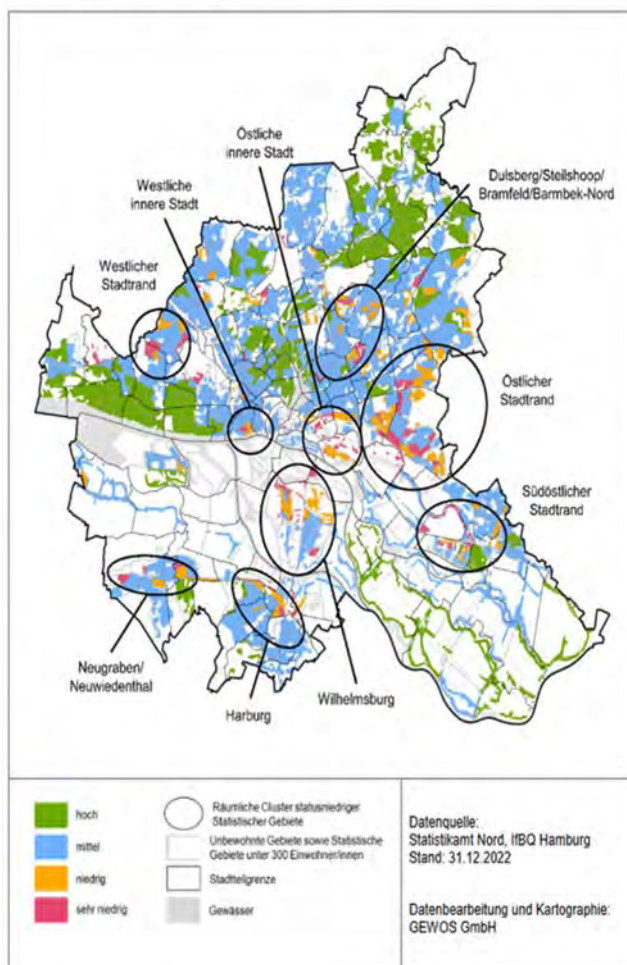 Östliche
innere Stadt
Dulsberg/Steilshoop/
Bramfeld/Barmbek-Nord
Westliche
innere Stadt
Westlicher
Stadtrand
Östlicher
Stadtrand
Südöstlicher
Stadtrand
Neugraben/
Neuwiedenthal
Harburg
Wilhelmsburg
hoch
mittel
niedrig
sehr niedrig
Räumliche Cluster statusniedriger
Statistischer Gebiete
Unbewohnte Gebiete sowie Statistische
Gebiete unter 300 Einwohner/innen
Stadtteilgrenze
Gewässer
Datenquelle:
Statistikamt Nord, IfBQ Hamburg
Stand: 31.12.2022
Datenbearbeitung und Kartographie:
GEWOS GmbH